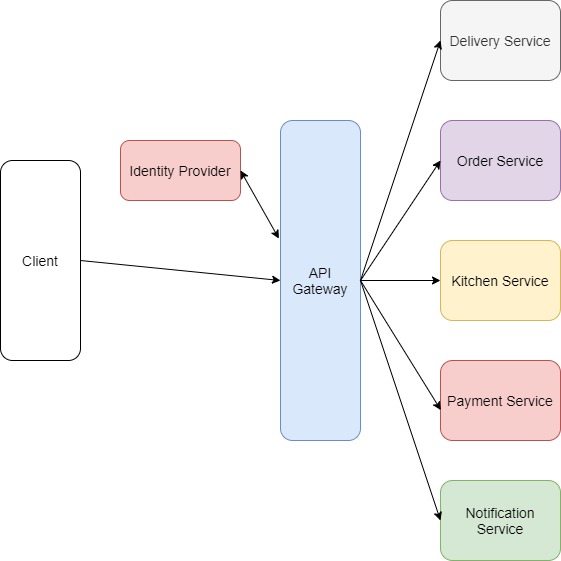 Client
Identity Provider
API
Gateway
Delivery Service
Order Service
Kitchen Service
Payment Service
Notification
Service